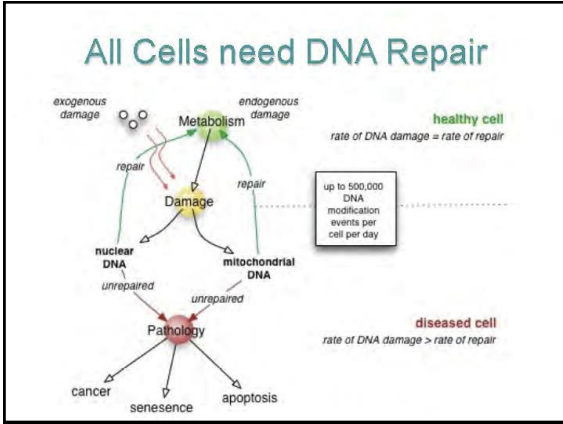 All Cells need DNA Repair
exogenous
damage
endogenous
damage
Metabolism
healthy cell
rate of DNA damage = rate of repair
repair
repair
Damage
up to 500,000
DNA
modification
events per
cell per day
nuclear
DNA
mitochondrial
DNA
unrepaired
unrepaired
Pathology
diseased cell
rate of DNA damage > rate of repair
cancer
senesence
apoptosis